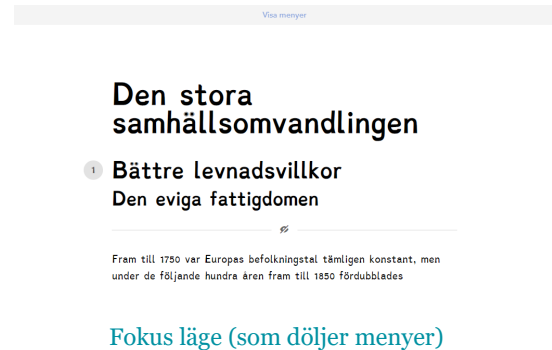 Visa menyer
Den stora
samhällsomvandlingen
1 Bättre levnadsvillkor
Den eviga fattigdomen
Fram till 1750 var Europas befolkningstal tämligen konstant, men
under de följande hundra åren fram till 1850 fördubblades
Fokus läge (som döljer menyer)